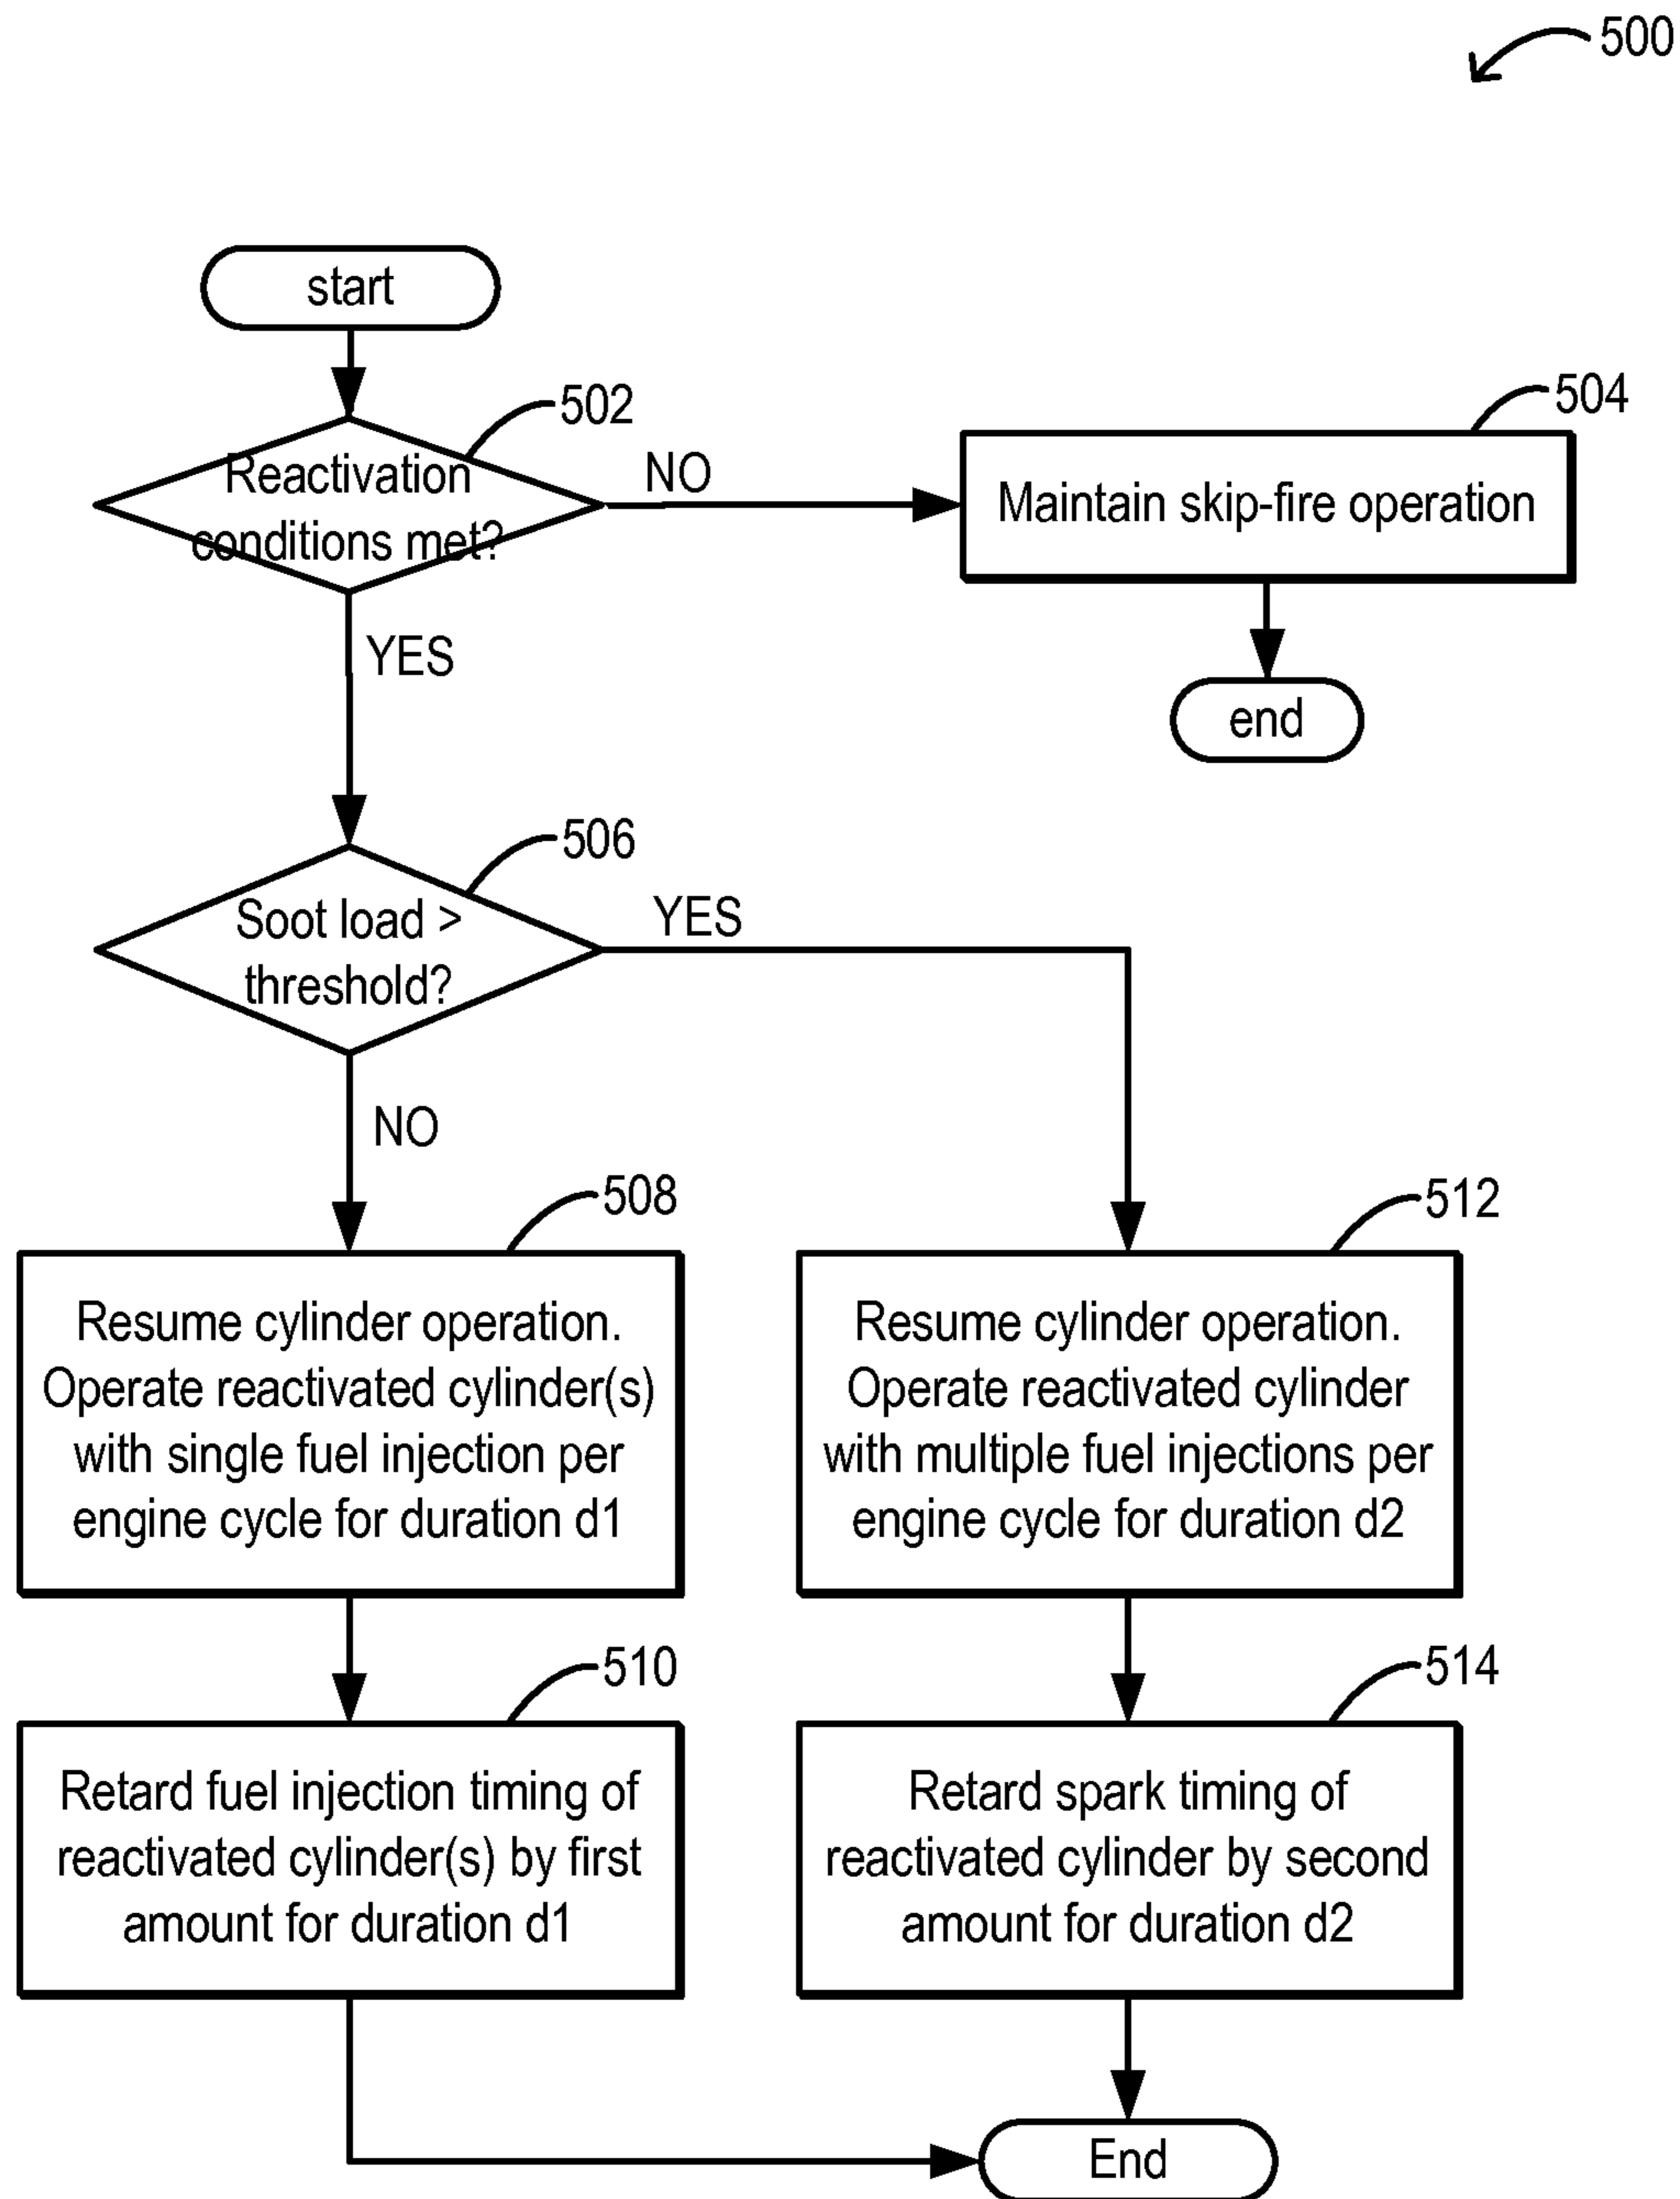 500
start
502
Reactivation
conditions met?
NO
504
Maintain skip-fire operation
end
YES
506
Soot load >
threshold?
YES
NO
508
Resume cylinder operation.
Operate reactivated cylinder(s)
with single fuel injection per
engine cycle for duration d1
512
Resume cylinder operation.
Operate reactivated cylinder
with multiple fuel injections per
engine cycle for duration d2
510
Retard fuel injection timing of
reactivated cylinder(s) by first
amount for duration d1
514
Retard spark timing of
reactivated cylinder by second
amount for duration d2
End